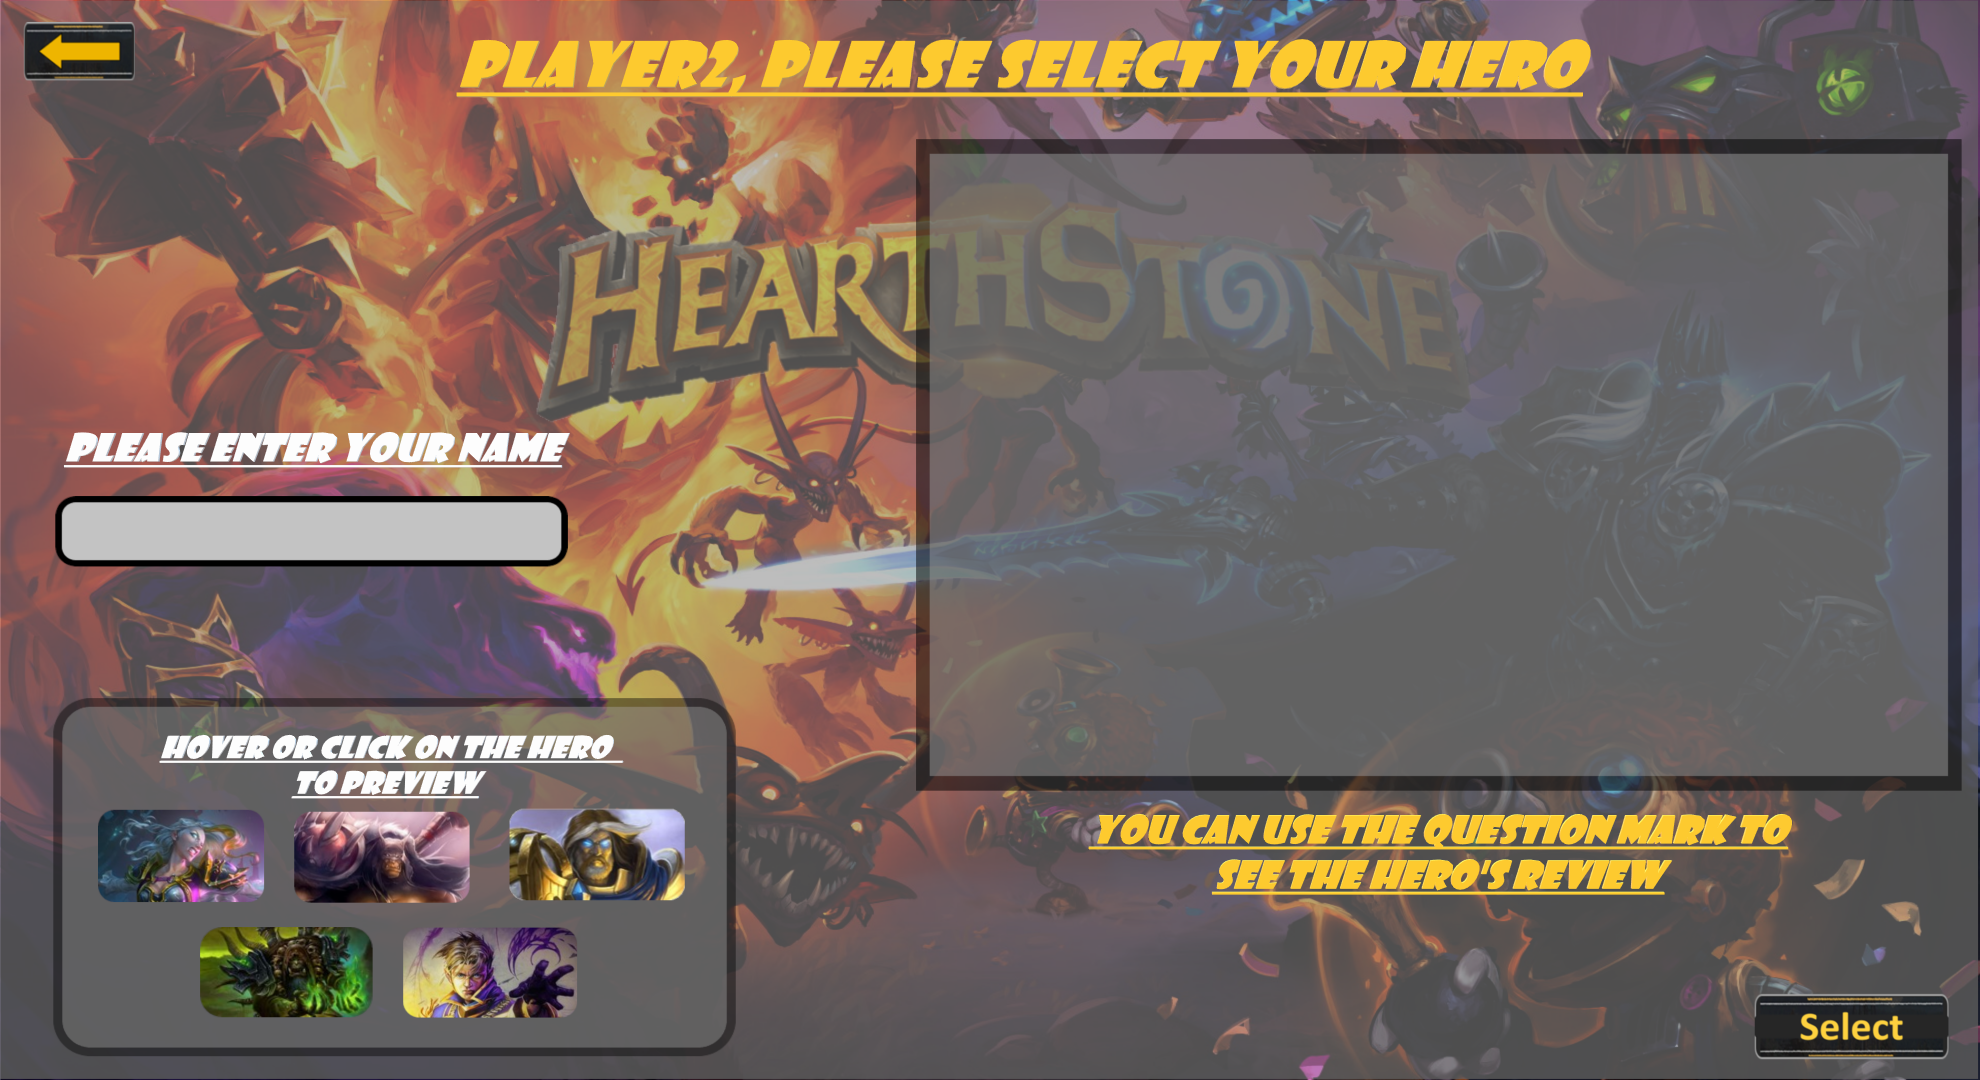 PLAYER2, PLEASE SELECT YOUR HERO
HEARTHSTONE
PLEASE ENTER YOUR NAME
HOVER OR CLICK ON THE HERO
TO PREVIEW
YOU CAN USE THE QUESTION MARK TO
SEE THE HERO'S REVIEW
Select